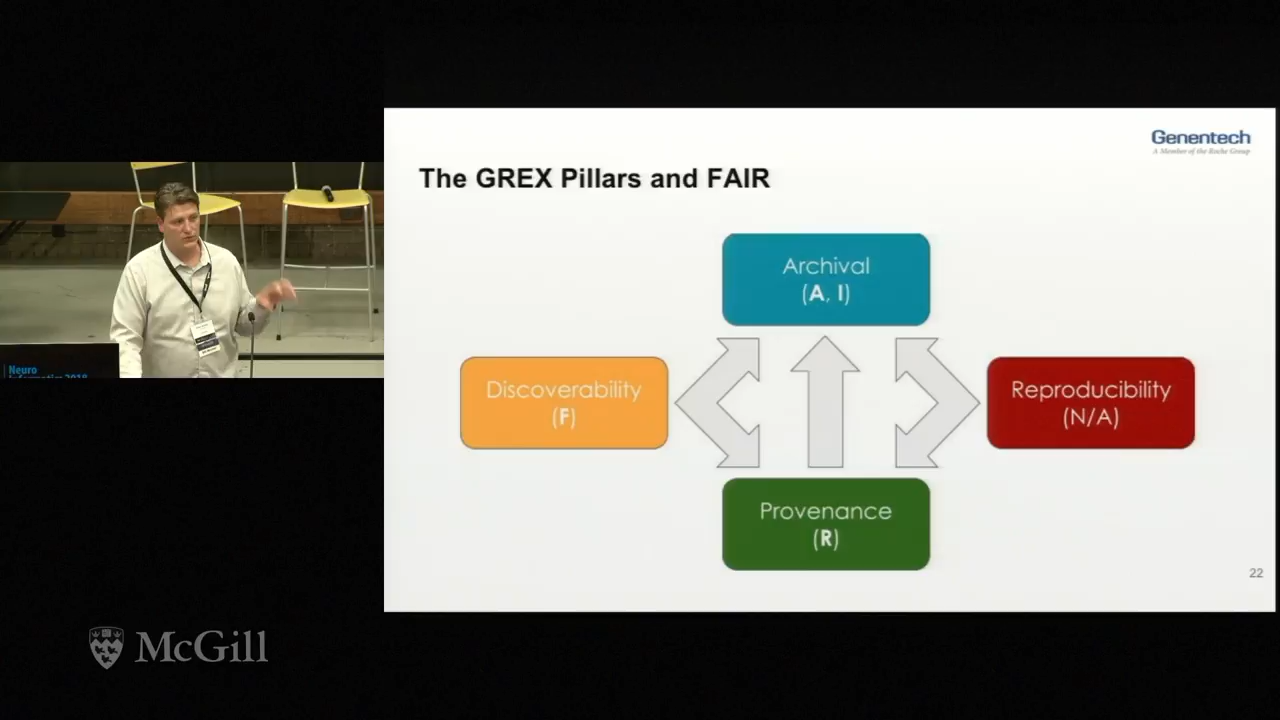 Genentech
A Member of the Roche Group
The GREX Pillars and FAIR
Archival
(A, I)
Discoverability
(F)
Reproducibility
(N/A)
Provenance
(R)
22
Neuro
McGill